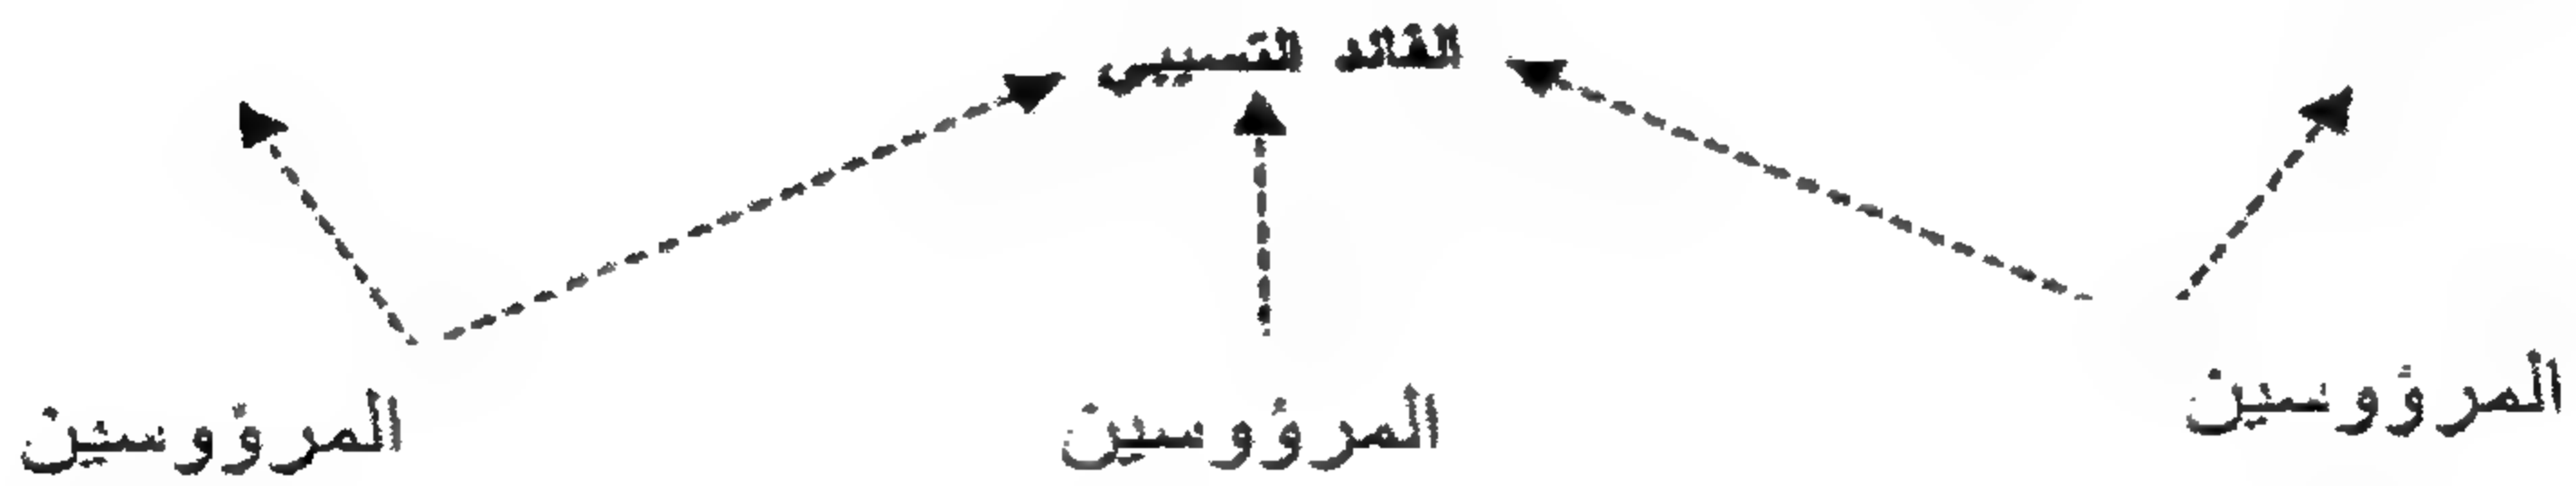 القائد التسيبي
المرؤوسين
المرؤوسين
المرؤوسين